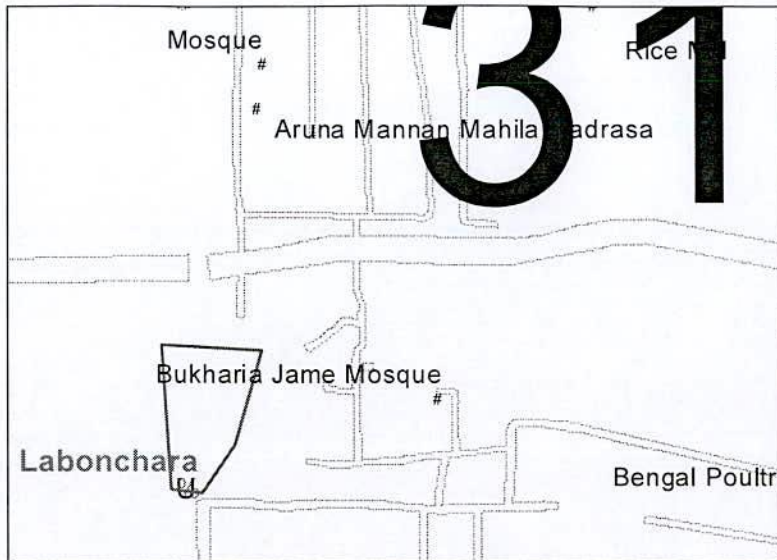 31
Mosque
#
Rice M
#
Aruna Mannan Mahila adrasa
Bukharia Jame Mosque
#
Labonchara
Bengal Poultr